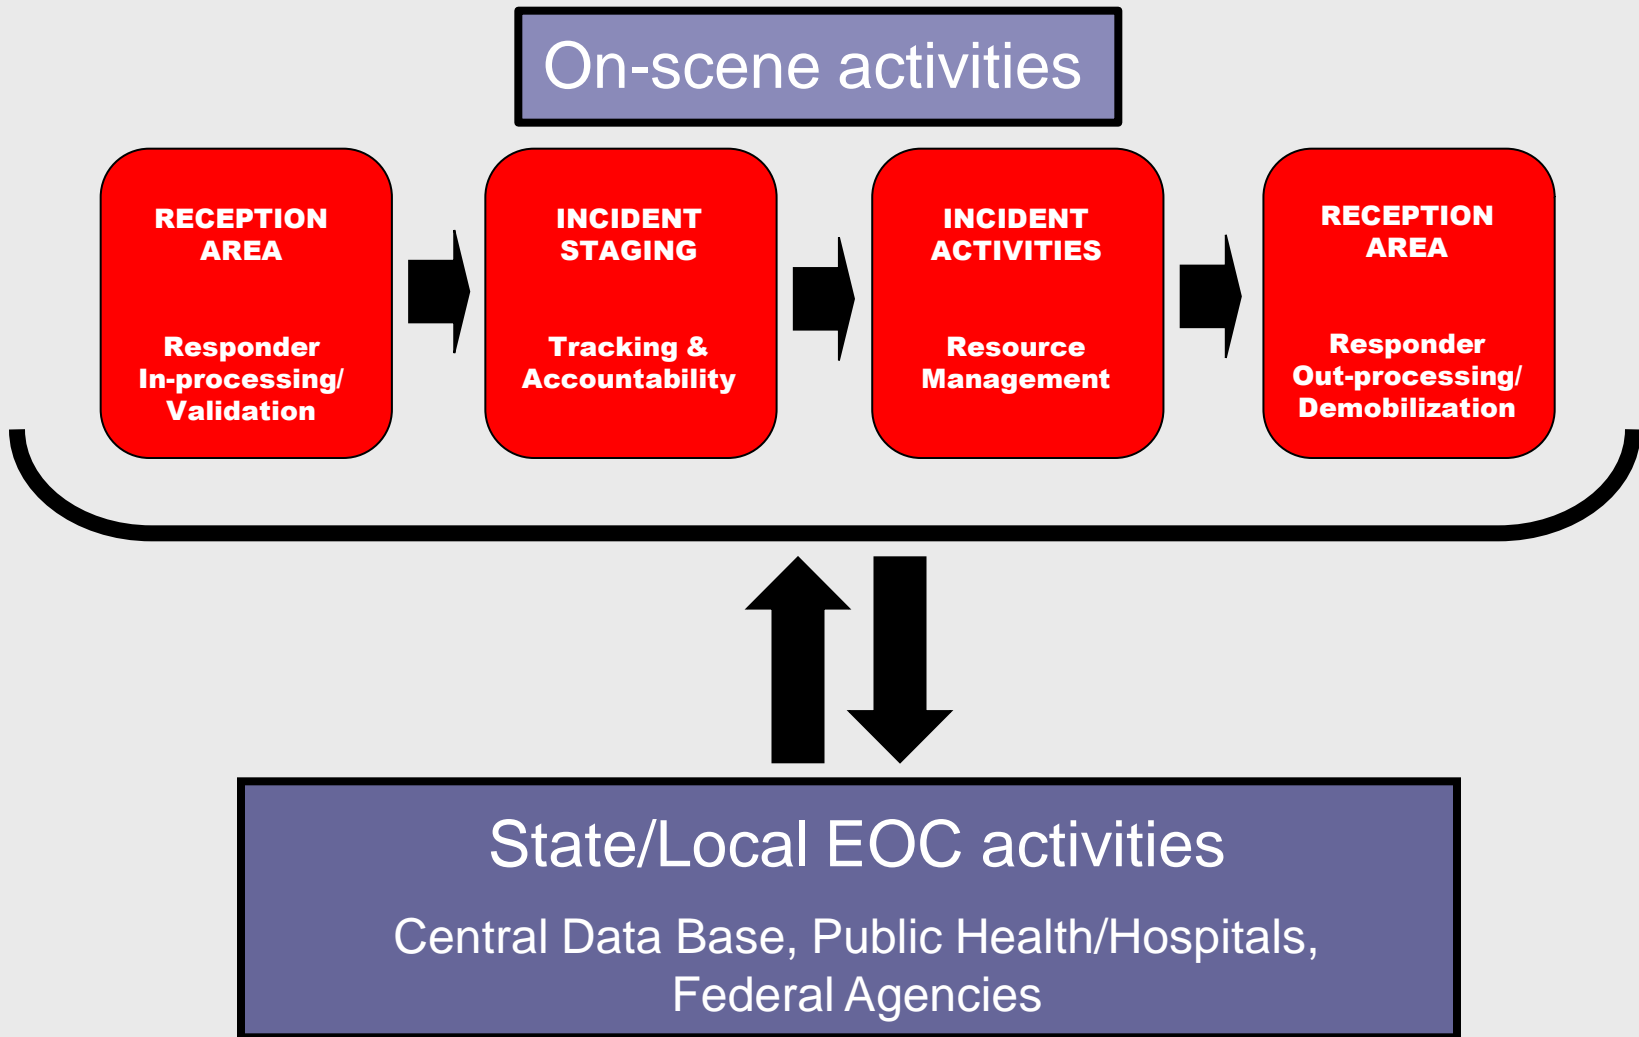 On-scene activities
RECEPTION
AREA
Responder
In-processing/
Validation
INCIDENT
STAGING
Tracking &
Accountability
INCIDENT
ACTIVITIES
Resource
Management
RECEPTION
AREA
Responder
Out-processing/
Demobilization
State/Local EOC activities
Central Data Base, Public Health/Hospitals,
Federal Agencies